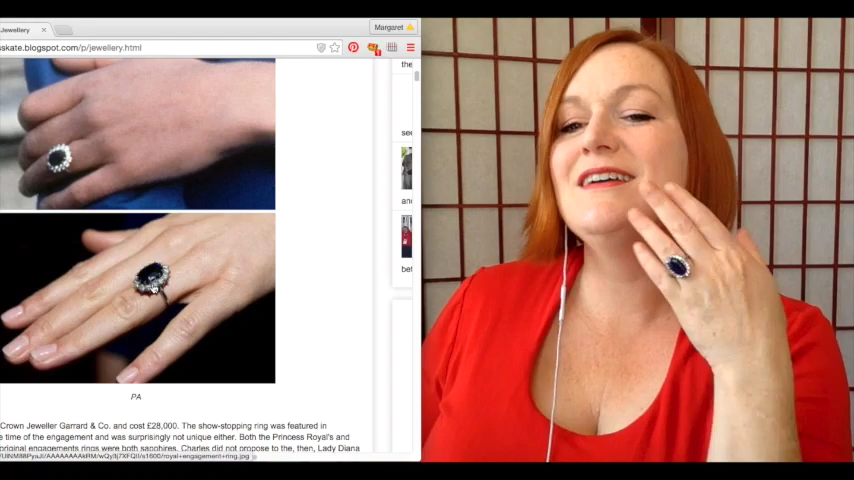 Jewellery
Margaret
sskate.blogspot.com/p/jewellery.html
the
sec
and
bet
PA
Crown Jeweller Garrard & Co. and cost £28,000. The show-stopping ring was featured in
e time of the engagement and was surprisingly not unique either. Both the Princess Royal's and
original engagements rings were both sapphires. Charles did not propose to the, then, Lady Diana